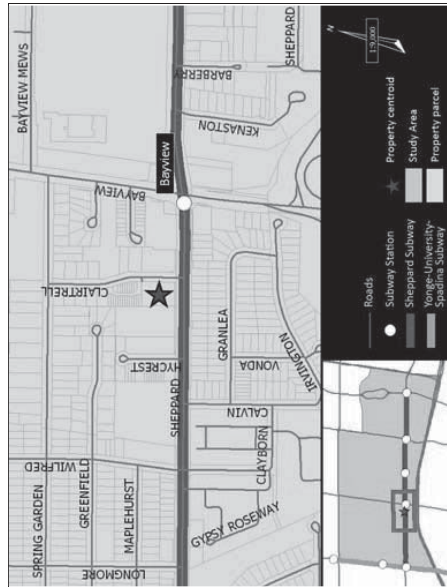 BAYVIEW MEWS
SHEPPARD
BARBERRY
KENASTON
BAYVIEW
Bayview
CLAIRTRELL
HYCREST
SHEPPARD
GRANLEA
VONDA
IRVINGTON
CALVIN
CLAYBORN
GYPSY ROSEWAY
WILFRED
SPRING GARDEN
GREENFIELD
MAPLEHURST
LONGMORE
N
1:9,000
Roads
Subway Station
Sheppard Subway
Yonge-University-
Spadina Subway
Property centroid
Study Area
Property parcel